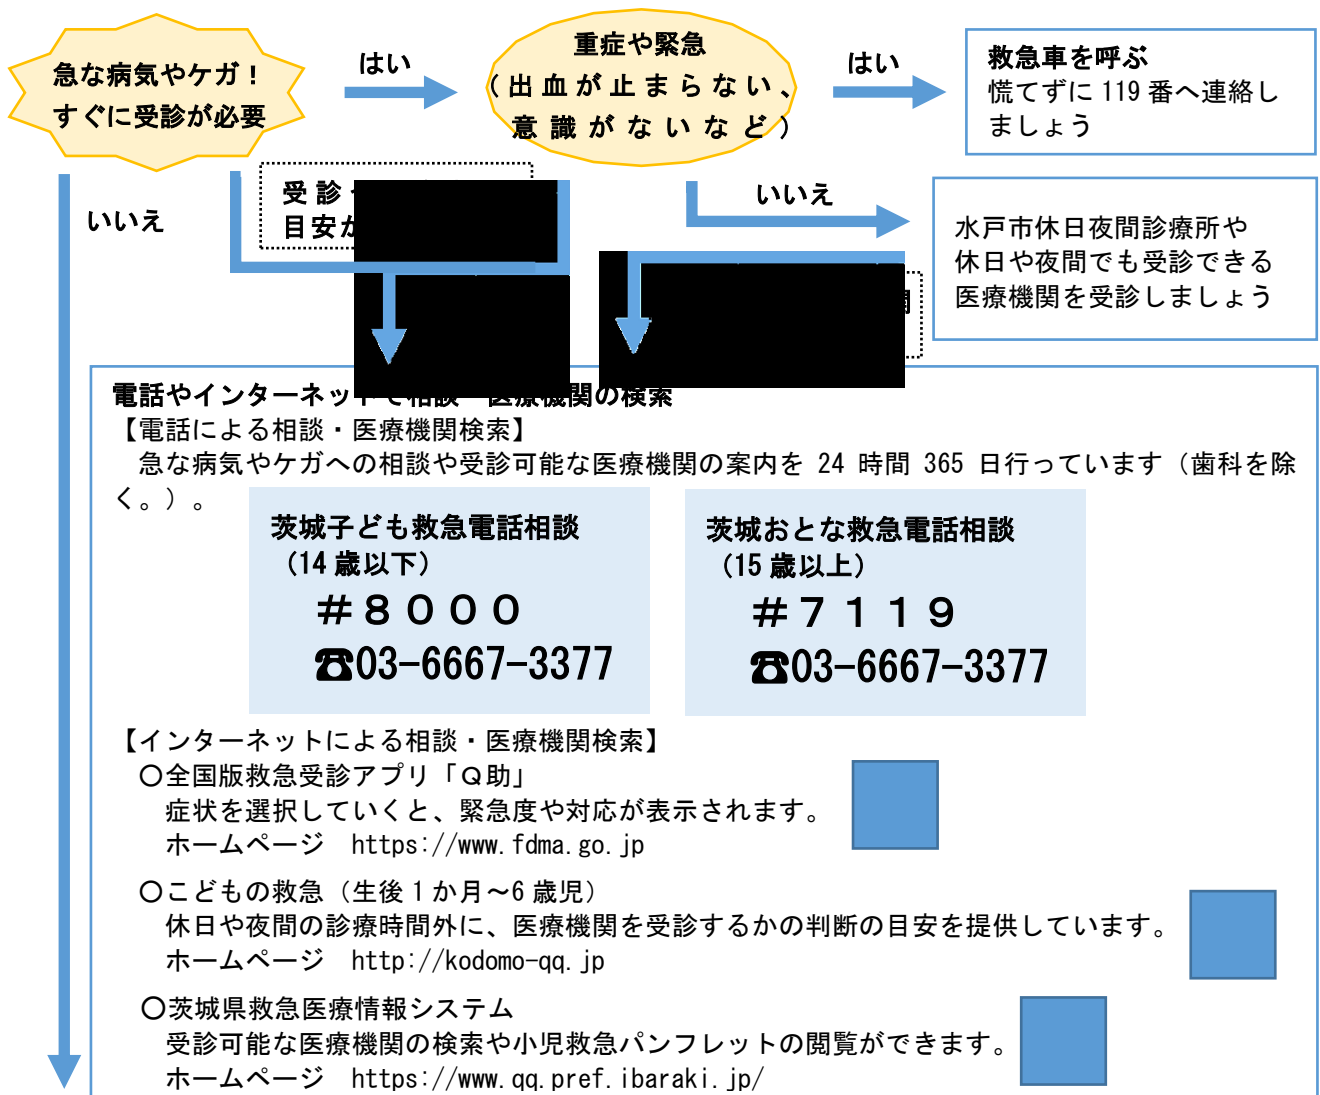 急な病気やケガ！
すぐに受診が必要
はい
重症や緊急
（出血が止まらない、
意識がないなど）
はい
救急車を呼ぶ
慌てずに119番へ連絡し
ましょう
いいえ
受診
目安
いいえ
水戸市休日夜間診療所や
休日や夜間でも受診できる
医療機関を受診しましょう
電話やインターネットで相談・医療機関の検索
【電話による相談・医療機関検索】
急な病気やケガへの相談や受診可能な医療機関の案内を 24 時間 365 日行っています（歯科を除
く。）。
茨城子ども救急電話相談
（14歳以下）
＃８０００
☎03-6667-3377
茨城おとな救急電話相談
（15歳以上）
＃７１１９
☎03-6667-3377
【インターネットによる相談・医療機関検索】
○全国版救急受診アプリ「Ｑ助」
症状を選択していくと、緊急度や対応が表示されます。
ホームページ　https://www.fdma.go.jp
○こどもの救急（生後1か月～6歳児）
休日や夜間の診療時間外に、医療機関を受診するかの判断の目安を提供しています。
ホームページ　http://kodomo-qq.jp
○茨城県救急医療情報システム
受診可能な医療機関の検索や小児救急パンフレットの閲覧ができます。
ホームページ　https://www.qq.pref.ibaraki.jp/